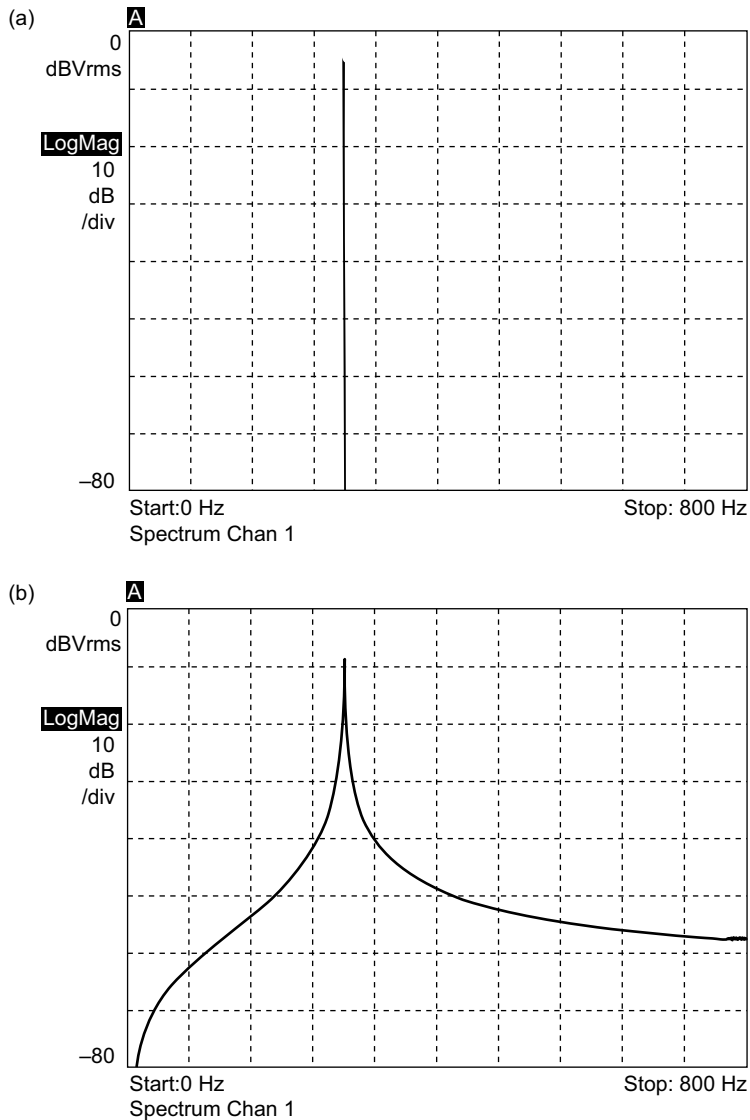 (a)
A
0
dBVrms
LogMag
10
dB
/div
–80
Start:0 Hz
Stop: 800 Hz
Spectrum Chan 1
(b)
A
0
dBVrms
LogMag
10
dB
/div
–80
Start:0 Hz
Stop: 800 Hz
Spectrum Chan 1